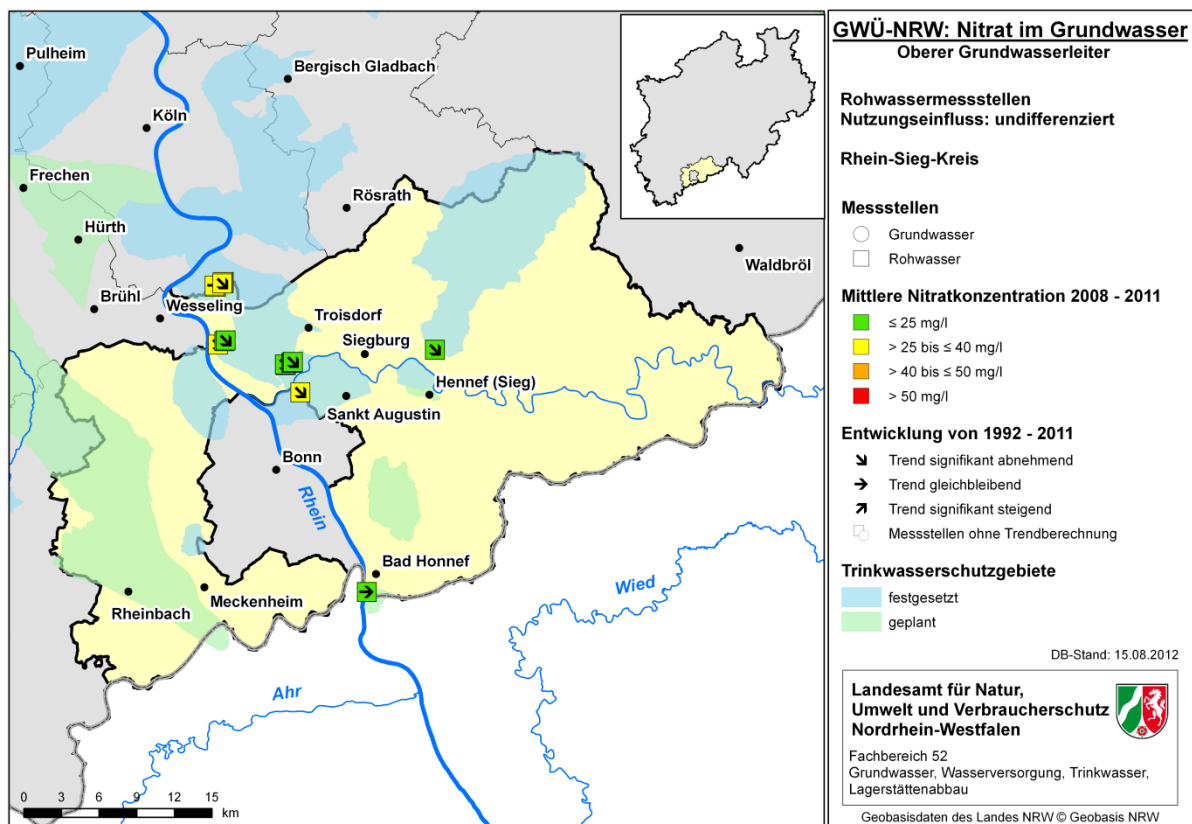 Pulheim
Bergisch Gladbach
Köln
Frechen
Rösrath
Hürth
Waldbröl
Brühl
Wesseling
Troisdorf
Siegburg
Hennef (Sieg)
Sankt Augustin
Bonn
Rhein
Bad Honnef
Wied
Rheinbach
Meckenheim
Ahr
0 3 6 9 12 15
km
GWÜ-NRW: Nitrat im Grundwasser
Oberer Grundwasserleiter
Rohwassermessstellen
Nutzungseinfluss: undifferenziert
Rhein-Sieg-Kreis
Messstellen
Grundwasser
Rohwasser
Mittlere Nitratkonzentration 2008 - 2011
≤ 25 mg/l
> 25 bis ≤ 40 mg/l
> 40 bis ≤ 50 mg/l
> 50 mg/l
Entwicklung von 1992 - 2011
Trend signifikant abnehmend
Trend gleichbleibend
Trend signifikant steigend
Messstellen ohne Trendberechnung
Trinkwasserschutzgebiete
festgesetzt
geplant
DB-Stand: 15.08.2012
Landesamt für Natur,
Umwelt und Verbraucherschutz
Nordrhein-Westfalen
Fachbereich 52
Grundwasser, Wasserversorgung, Trinkwasser,
Lagerstättenabbau
Geobasisdaten des Landes NRW © Geobasis NRW